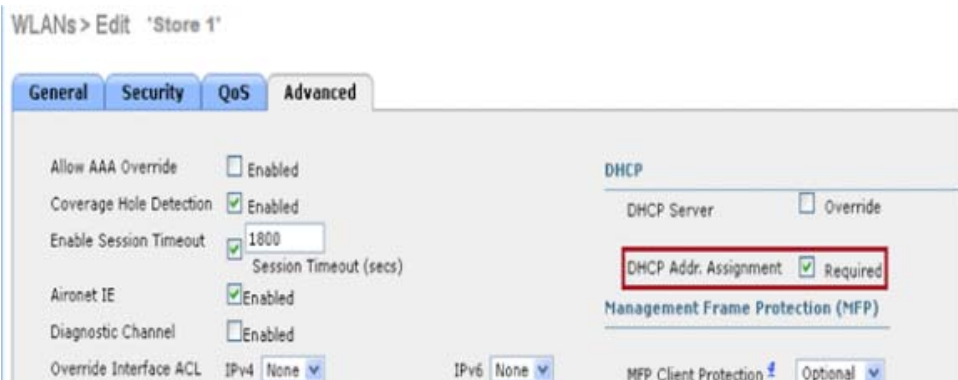 WLANs > Edit 'Store 1'
General Security QoS Advanced
Allow AAA Override Enabled
Coverage Hole Detection Enabled
Enable Session Timeout 1800
Session Timeout (secs)
Aironet IE Enabled
Diagnostic Channel Enabled
Override Interface ACL IPv4 None IPv6 None
DHCP
DHCP Server Override
DHCP Addr. Assignment Required
Management Frame Protection (MFP)
MFP Client Protection 4 Optional